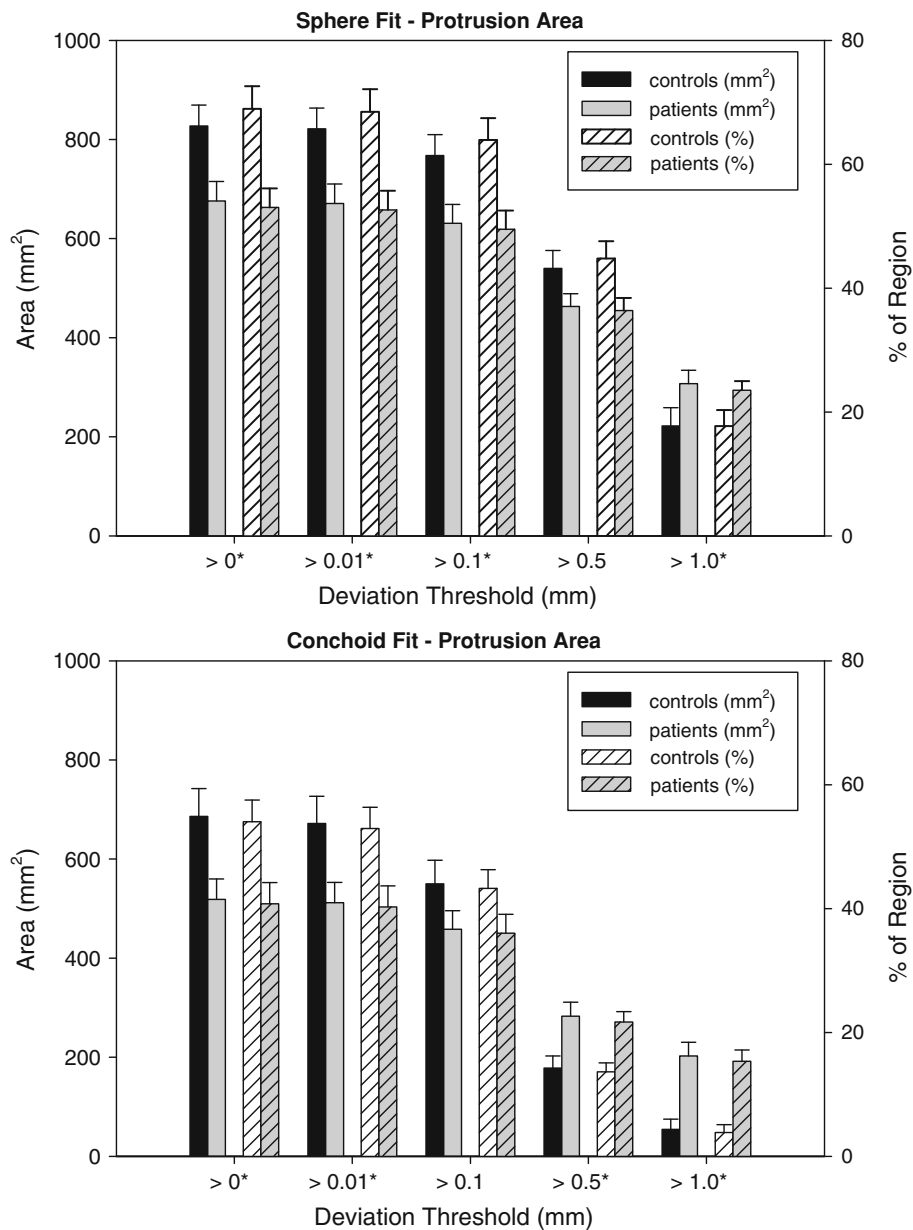 Sphere Fit - Protrusion Area
1000
800
600
400
200
0
Area (mm²)
80
60
40
20
0
% of Region
controls (mm²)
patients (mm²)
controls (%)
patients (%)
> 0* > 0.01* > 0.1* > 0.5 > 1.0*
Deviation Threshold (mm)
Conchoid Fit - Protrusion Area
1000
800
600
400
200
0
Area (mm²)
80
60
40
20
0
% of Region
controls (mm²)
patients (mm²)
controls (%)
patients (%)
> 0* > 0.01* > 0.1 > 0.5* > 1.0*
Deviation Threshold (mm)